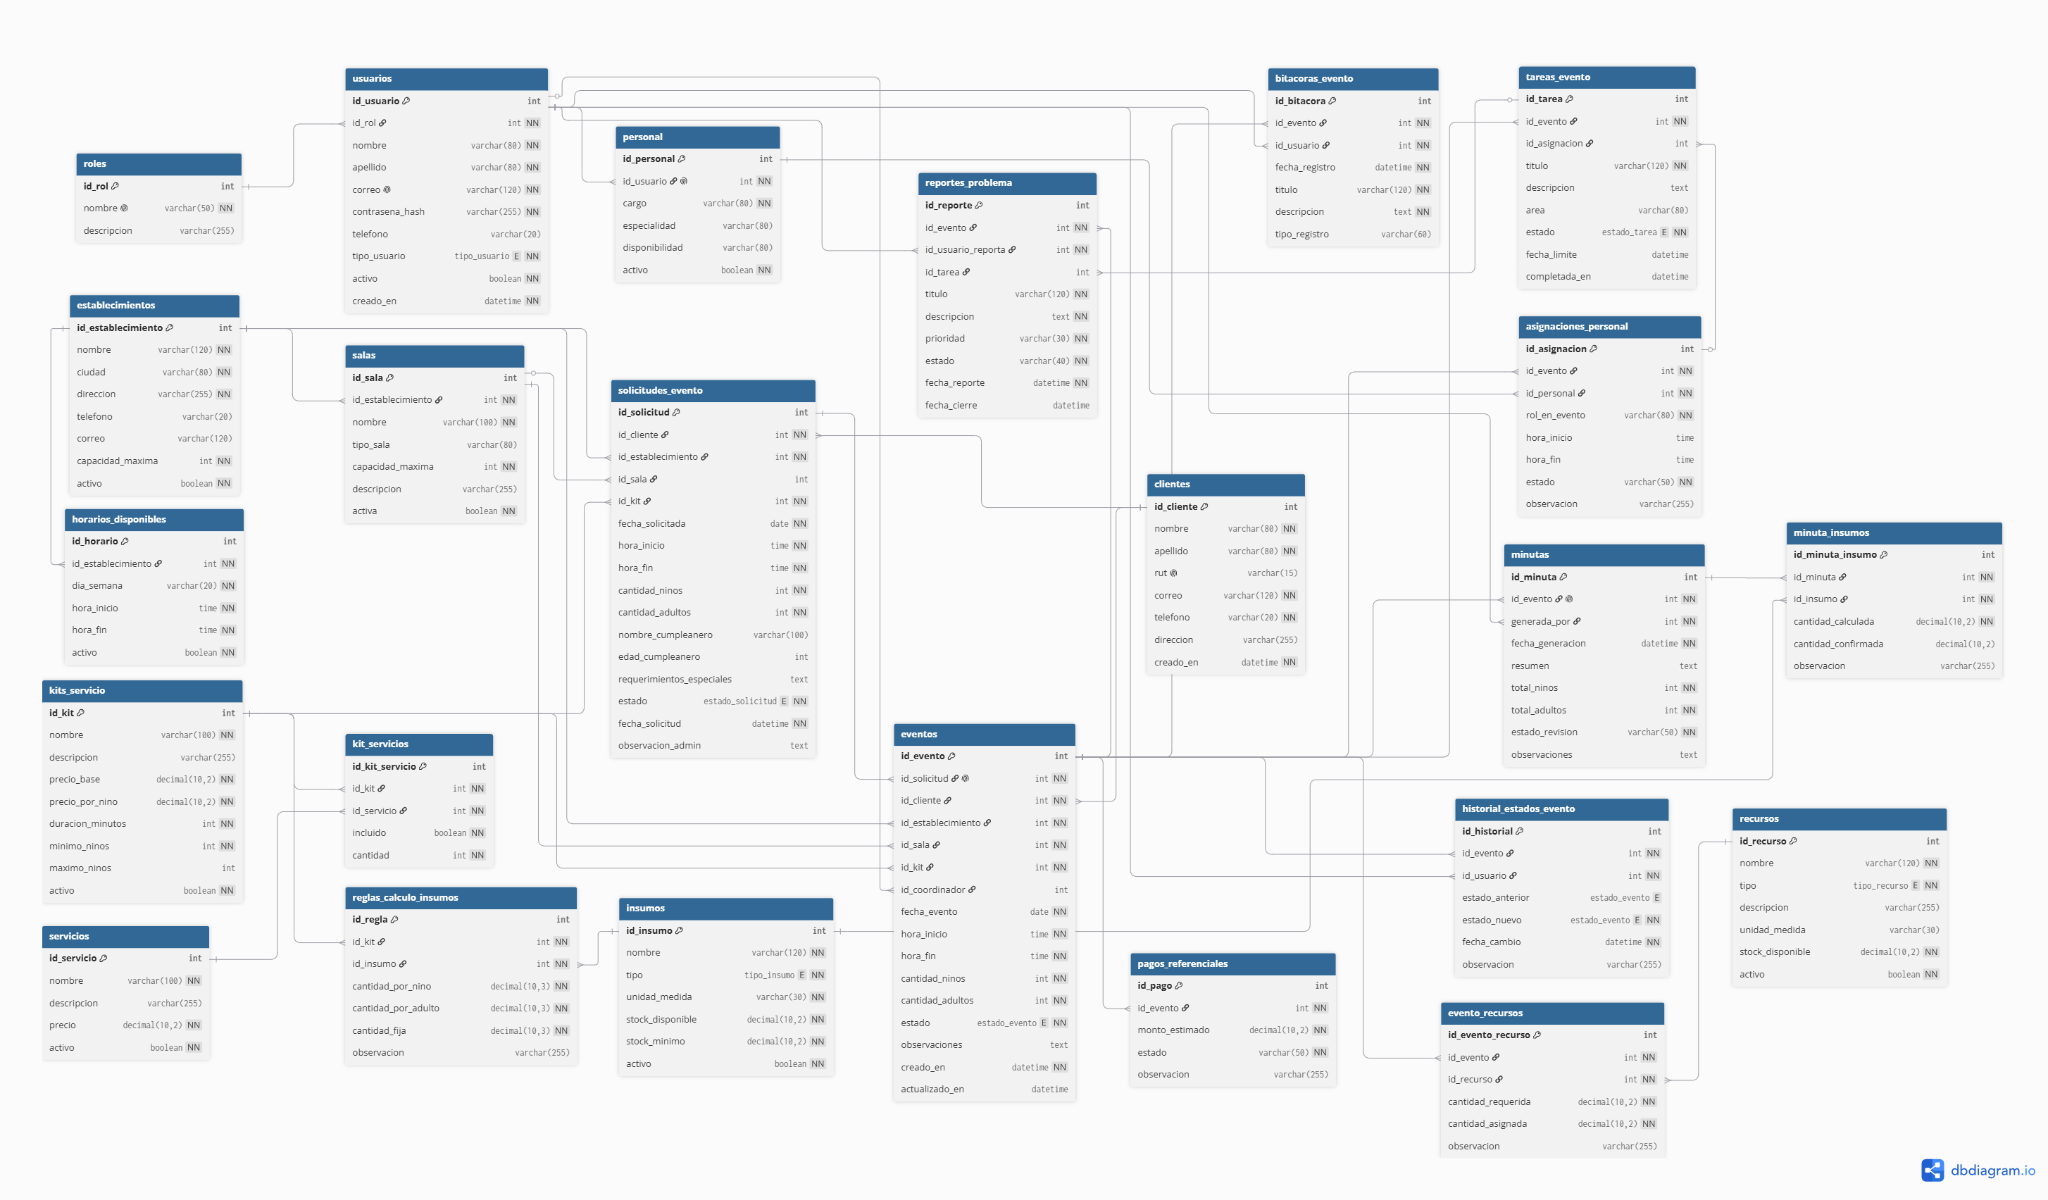 usuarios
id_usuario int
id_rol int NN
nombre varchar(80) NN
apellido varchar(80) NN
correo varchar(120) NN
contrasena_hash varchar(255) NN
telefono varchar(20)
tipo_usuario tipo_usuario E NN
activo boolean NN
creado_en datetime NN
roles
id_rol int
nombre varchar(50) NN
descripcion varchar(255)
personal
id_personal int
id_usuario int NN
cargo varchar(80) NN
especialidad varchar(80)
disponibilidad varchar(80)
activo boolean NN
reportes_problema
id_reporte int
id_evento int NN
id_usuario_reporta int NN
id_tarea int
titulo varchar(120) NN
descripcion text NN
prioridad varchar(30) NN
estado varchar(40) NN
fecha_reporte datetime NN
fecha_cierre datetime
bitacoras_evento
id_bitacora int
id_evento int NN
id_usuario int NN
fecha_registro datetime NN
titulo varchar(120) NN
descripcion text NN
tipo_registro varchar(60)
tareas_evento
id_tarea int
id_evento int NN
id_asignacion int
titulo varchar(120) NN
descripcion text
area varchar(80)
estado estado_tarea E NN
fecha_limite datetime
completada_en datetime
establecimientos
id_establecimiento int
nombre varchar(120) NN
ciudad varchar(80) NN
direccion varchar(255) NN
telefono varchar(20)
correo varchar(120)
capacidad_maxima int NN
activo boolean NN
salas
id_sala int
id_establecimiento int NN
nombre varchar(100) NN
tipo_sala varchar(80)
capacidad_maxima int NN
descripcion varchar(255)
activa boolean NN
solicitudes_evento
id_solicitud int
id_cliente int NN
id_establecimiento int NN
id_sala int
id_kit int NN
fecha_solicitada date NN
hora_inicio time NN
hora_fin time NN
cantidad_ninos int NN
cantidad_adultos int NN
nombre_cumpleanero varchar(100)
edad_cumpleanero int
requerimientos_especiales text
estado estado_solicitud E NN
fecha_solicitud datetime NN
observacion_admin text
asignaciones_personal
id_asignacion int
id_evento int NN
id_personal int NN
rol_en_evento varchar(80) NN
hora_inicio time
hora_fin time
estado varchar(50) NN
observacion varchar(255)
clientes
id_cliente int
nombre varchar(80) NN
apellido varchar(80) NN
rut varchar(15)
correo varchar(120) NN
telefono varchar(20) NN
direccion varchar(255)
creado_en datetime NN
horarios_disponibles
id_horario int
id_establecimiento int NN
dia_semana varchar(20) NN
hora_inicio time NN
hora_fin time NN
activo boolean NN
minutas
id_minuta int
id_evento int NN
generada_por int NN
fecha_generacion datetime NN
resumen text
total_ninos int NN
total_adultos int NN
estado_revision varchar(50) NN
observaciones text
minuta_insumos
id_minuta_insumo int
id_minuta int NN
id_insumo int NN
cantidad_calculada decimal(10,2) NN
cantidad_confirmada decimal(10,2)
observacion varchar(255)
kits_servicio
id_kit int
nombre varchar(100) NN
descripcion varchar(255)
precio_base decimal(10,2) NN
precio_por_nino decimal(10,2) NN
duracion_minutos int NN
minimo_ninos int NN
maximo_ninos int
activo boolean NN
kit_servicios
id_kit_servicio int
id_kit int NN
id_servicio int NN
incluido boolean NN
cantidad int NN
eventos
id_evento int
id_solicitud int NN
id_cliente int NN
id_establecimiento int NN
id_sala int NN
id_kit int NN
id_coordinador int
fecha_evento date NN
hora_inicio time NN
hora_fin time NN
cantidad_ninos int NN
cantidad_adultos int NN
estado estado_evento E NN
observaciones text
creado_en datetime NN
actualizado_en datetime
historial_estados_evento
id_historial int
id_evento int NN
id_usuario int NN
estado_anterior estado_evento E
estado_nuevo estado_evento E NN
fecha_cambio datetime NN
observacion varchar(255)
recursos
id_recurso int
nombre varchar(120) NN
tipo tipo_recurso E NN
descripcion varchar(255)
unidad_medida varchar(30)
stock_disponible decimal(10,2) NN
activo boolean NN
reglas_calculo_insumos
id_regla int
id_kit int NN
id_insumo int NN
cantidad_por_nino decimal(10,3) NN
cantidad_por_adulto decimal(10,3) NN
cantidad_fija decimal(10,3) NN
observacion varchar(255)
insumos
id_insumo int
nombre varchar(120) NN
tipo tipo_insumo E NN
unidad_medida varchar(30) NN
stock_disponible decimal(10,2) NN
stock_minimo decimal(10,2) NN
activo boolean NN
servicios
id_servicio int
nombre varchar(100) NN
descripcion varchar(255)
precio decimal(10,2) NN
activo boolean NN
pagos_referenciales
id_pago int
id_evento int NN
monto_estimado decimal(10,2) NN
estado varchar(50) NN
observacion varchar(255)
evento_recursos
id_evento_recurso int
id_evento int NN
id_recurso int NN
cantidad_requerida decimal(10,2) NN
cantidad_asignada decimal(10,2) NN
observacion varchar(255)
dbdiagram.io